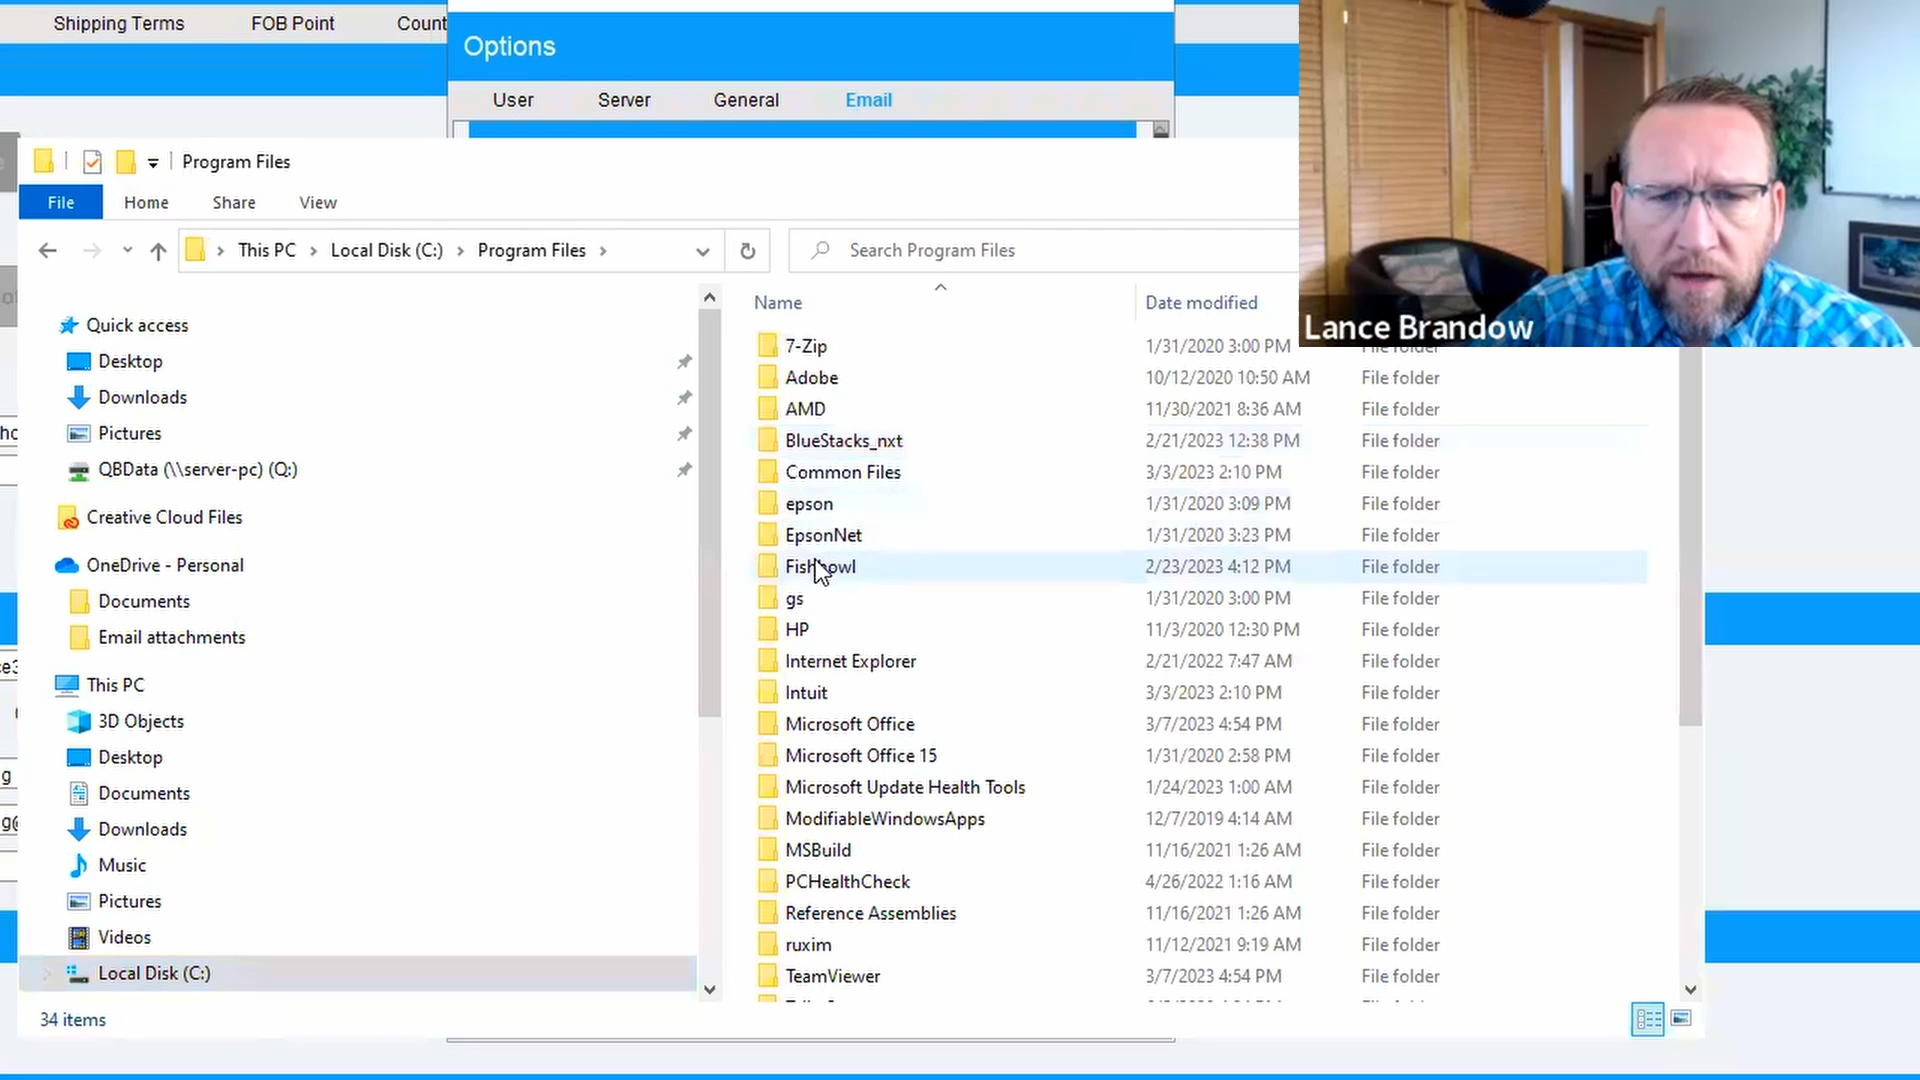 Shipping Terms FOB Point Count
Options
User Server General Email
Lance Brandow
Program Files
File Home Share View
This PC Local Disk (C:) Program Files
Search Program Files
Name Date modified
Quick access
Desktop
Downloads
Pictures
QBData (\\server-pc) (Q:)
Creative Cloud Files
OneDrive - Personal
Documents
Email attachments
This PC
3D Objects
Desktop
Documents
Downloads
Music
Pictures
Videos
Local Disk (C:)
7-Zip 1/31/2020 3:00 PM File folder
Adobe 10/12/2020 10:50 AM File folder
AMD 11/30/2021 8:36 AM File folder
BlueStacks_nxt 2/21/2023 12:38 PM File folder
Common Files 3/3/2023 2:10 PM File folder
epson 1/31/2020 3:09 PM File folder
EpsonNet 1/31/2020 3:23 PM File folder
Fishbowl 2/23/2023 4:12 PM File folder
gs 1/31/2020 3:00 PM File folder
HP 11/3/2020 12:30 PM File folder
Internet Explorer 2/21/2022 7:47 AM File folder
Intuit 3/3/2023 2:10 PM File folder
Microsoft Office 3/7/2023 4:54 PM File folder
Microsoft Office 15 1/31/2020 2:58 PM File folder
Microsoft Update Health Tools 1/24/2023 1:00 AM File folder
ModifiableWindowsApps 12/7/2019 4:14 AM File folder
MSBuild 11/16/2021 1:26 AM File folder
PCHealthCheck 4/26/2022 1:16 AM File folder
Reference Assemblies 11/16/2021 1:26 AM File folder
ruxim 11/12/2021 9:19 AM File folder
TeamViewer 3/7/2023 4:54 PM File folder
34 items